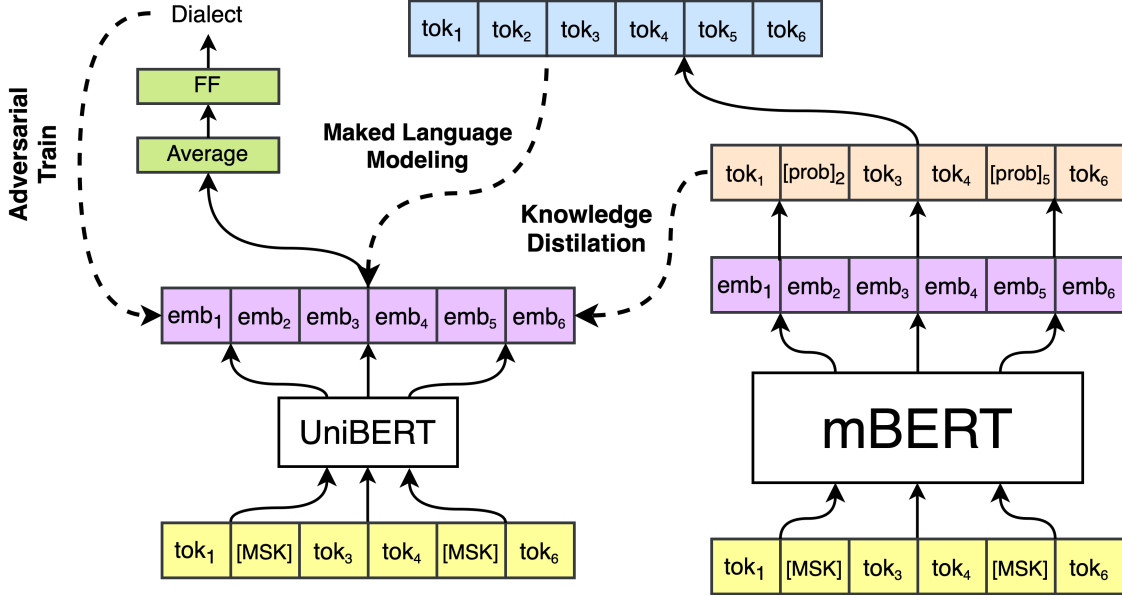 Dialect
FF
Average
Adversarial
Train
tok1 tok2 tok3 tok4 tok5 tok6
Maked Language
Modeling
Knowledge
Distilation
tok1 [prob]2 tok3 tok4 [prob]5 tok6
emb1 emb2 emb3 emb4 emb5 emb6
emb1 emb2 emb3 emb4 emb5 emb6
UniBERT
mBERT
tok1 [MSK] tok3 tok4 [MSK] tok6
tok1 [MSK] tok3 tok4 [MSK] tok6